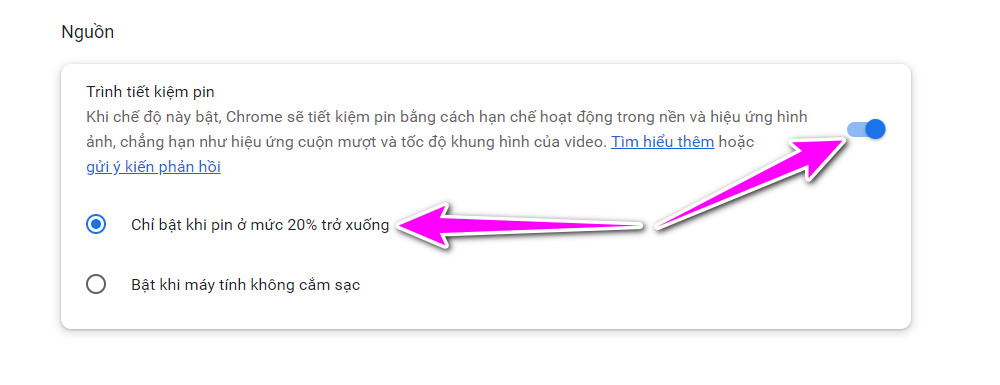 Nguồn
Trình tiết kiệm pin
Khi chế độ này bật, Chrome sẽ tiết kiệm pin bằng cách hạn chế hoạt động trong nền và hiệu ứng hình
ảnh, chẳng hạn như hiệu ứng cuộn mượt và tốc độ khung hình của video. Tìm hiểu thêm hoặc
gửi ý kiến phản hồi
Chỉ bật khi pin ở mức 20% trở xuống
Bật khi máy tính không cắm sạc